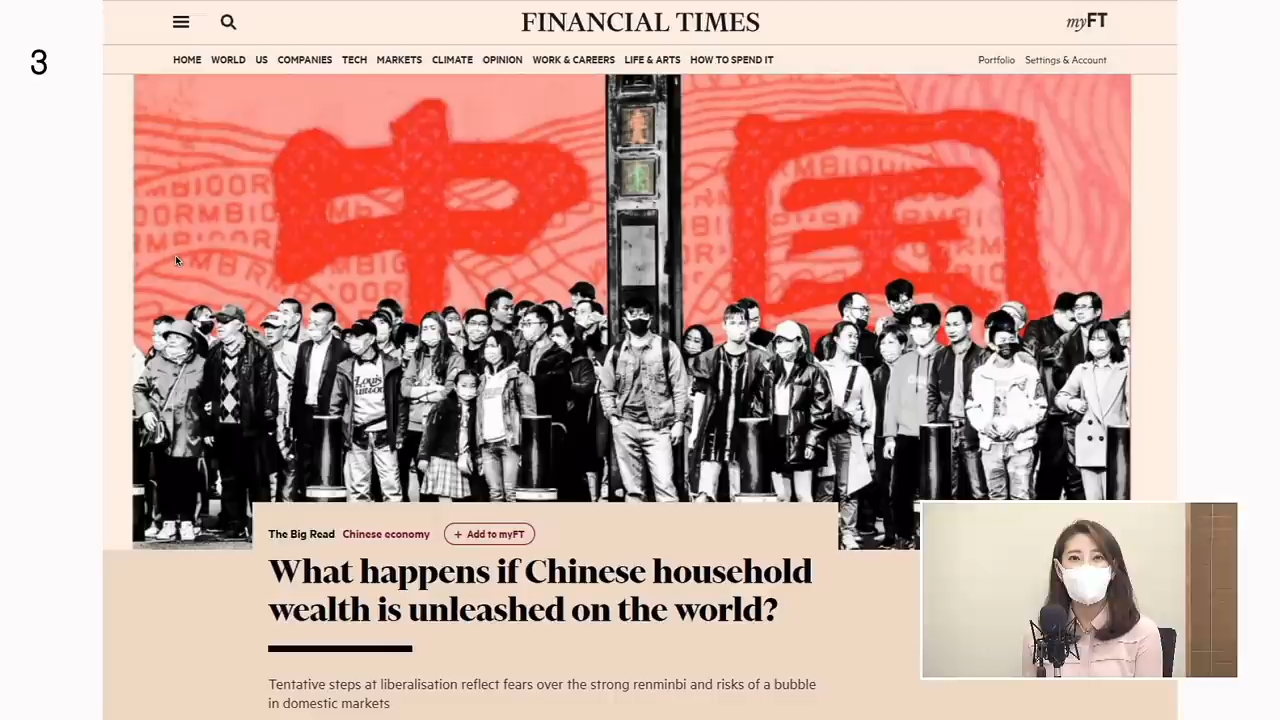 3
FINANCIAL TIMES
myFT
HOME WORLD US COMPANIES TECH MARKETS CLIMATE OPINION WORK & CAREERS LIFE & ARTS HOW TO SPEND IT
Portfolio Settings & Account
中国
The Big Read Chinese economy + Add to myFT
What happens if Chinese household
wealth is unleashed on the world?
Tentative steps at liberalisation reflect fears over the strong renminbi and risks of a bubble
in domestic markets